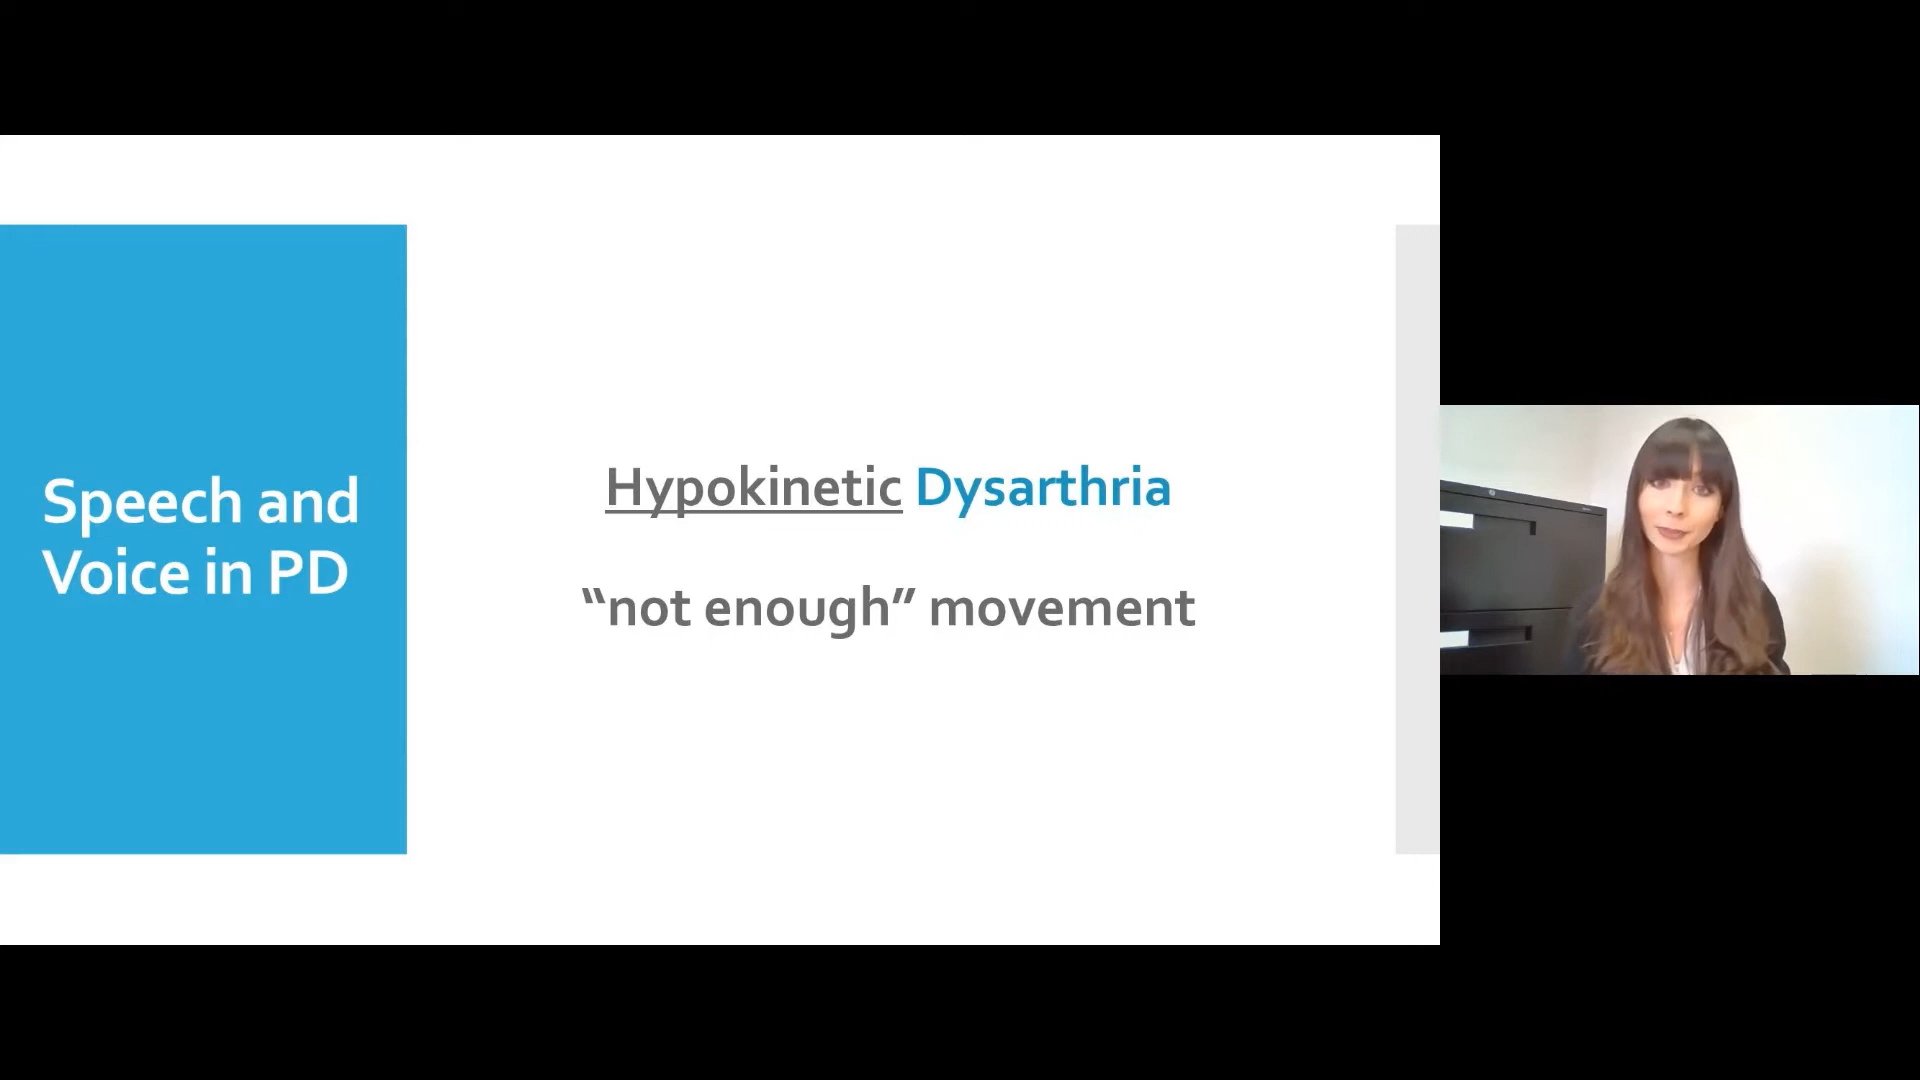 Speech and
Voice in PD
Hypokinetic Dysarthria
“not enough” movement